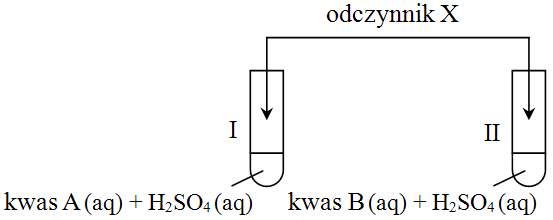 odczynnik X
I
II
kwas A (aq) + H₂SO₄ (aq)
kwas B (aq) + H₂SO₄ (aq)